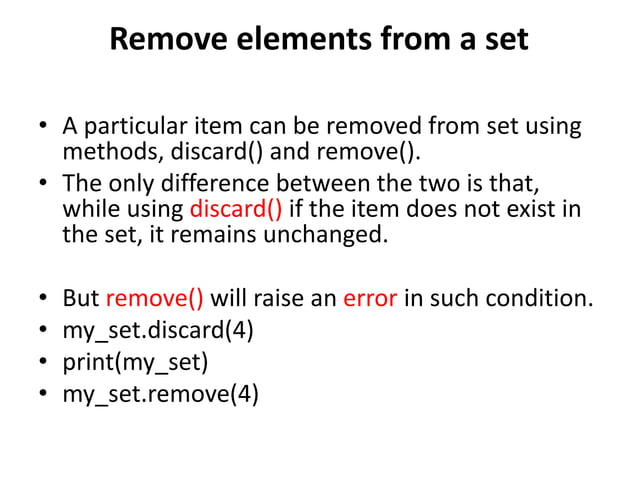 Remove elements from a set
• A particular item can be removed from set using
methods, discard() and remove().
• The only difference between the two is that,
while using discard() if the item does not exist in
the set, it remains unchanged.
• But remove() will raise an error in such condition.
• my_set.discard(4)
• print(my_set)
• my_set.remove(4)